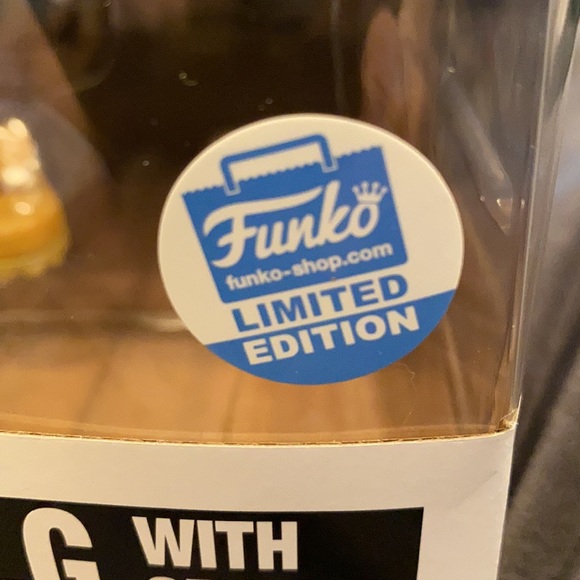 Funko
funko-shop.com
LIMITED
EDITION
G WITH